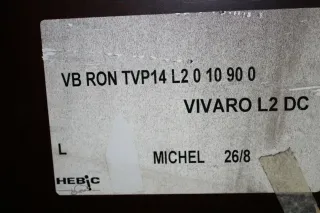 VB RON TVP14 L2 0 10 90 0
VIVARO L2 DC
L MICHEL 26/8
HEBIC